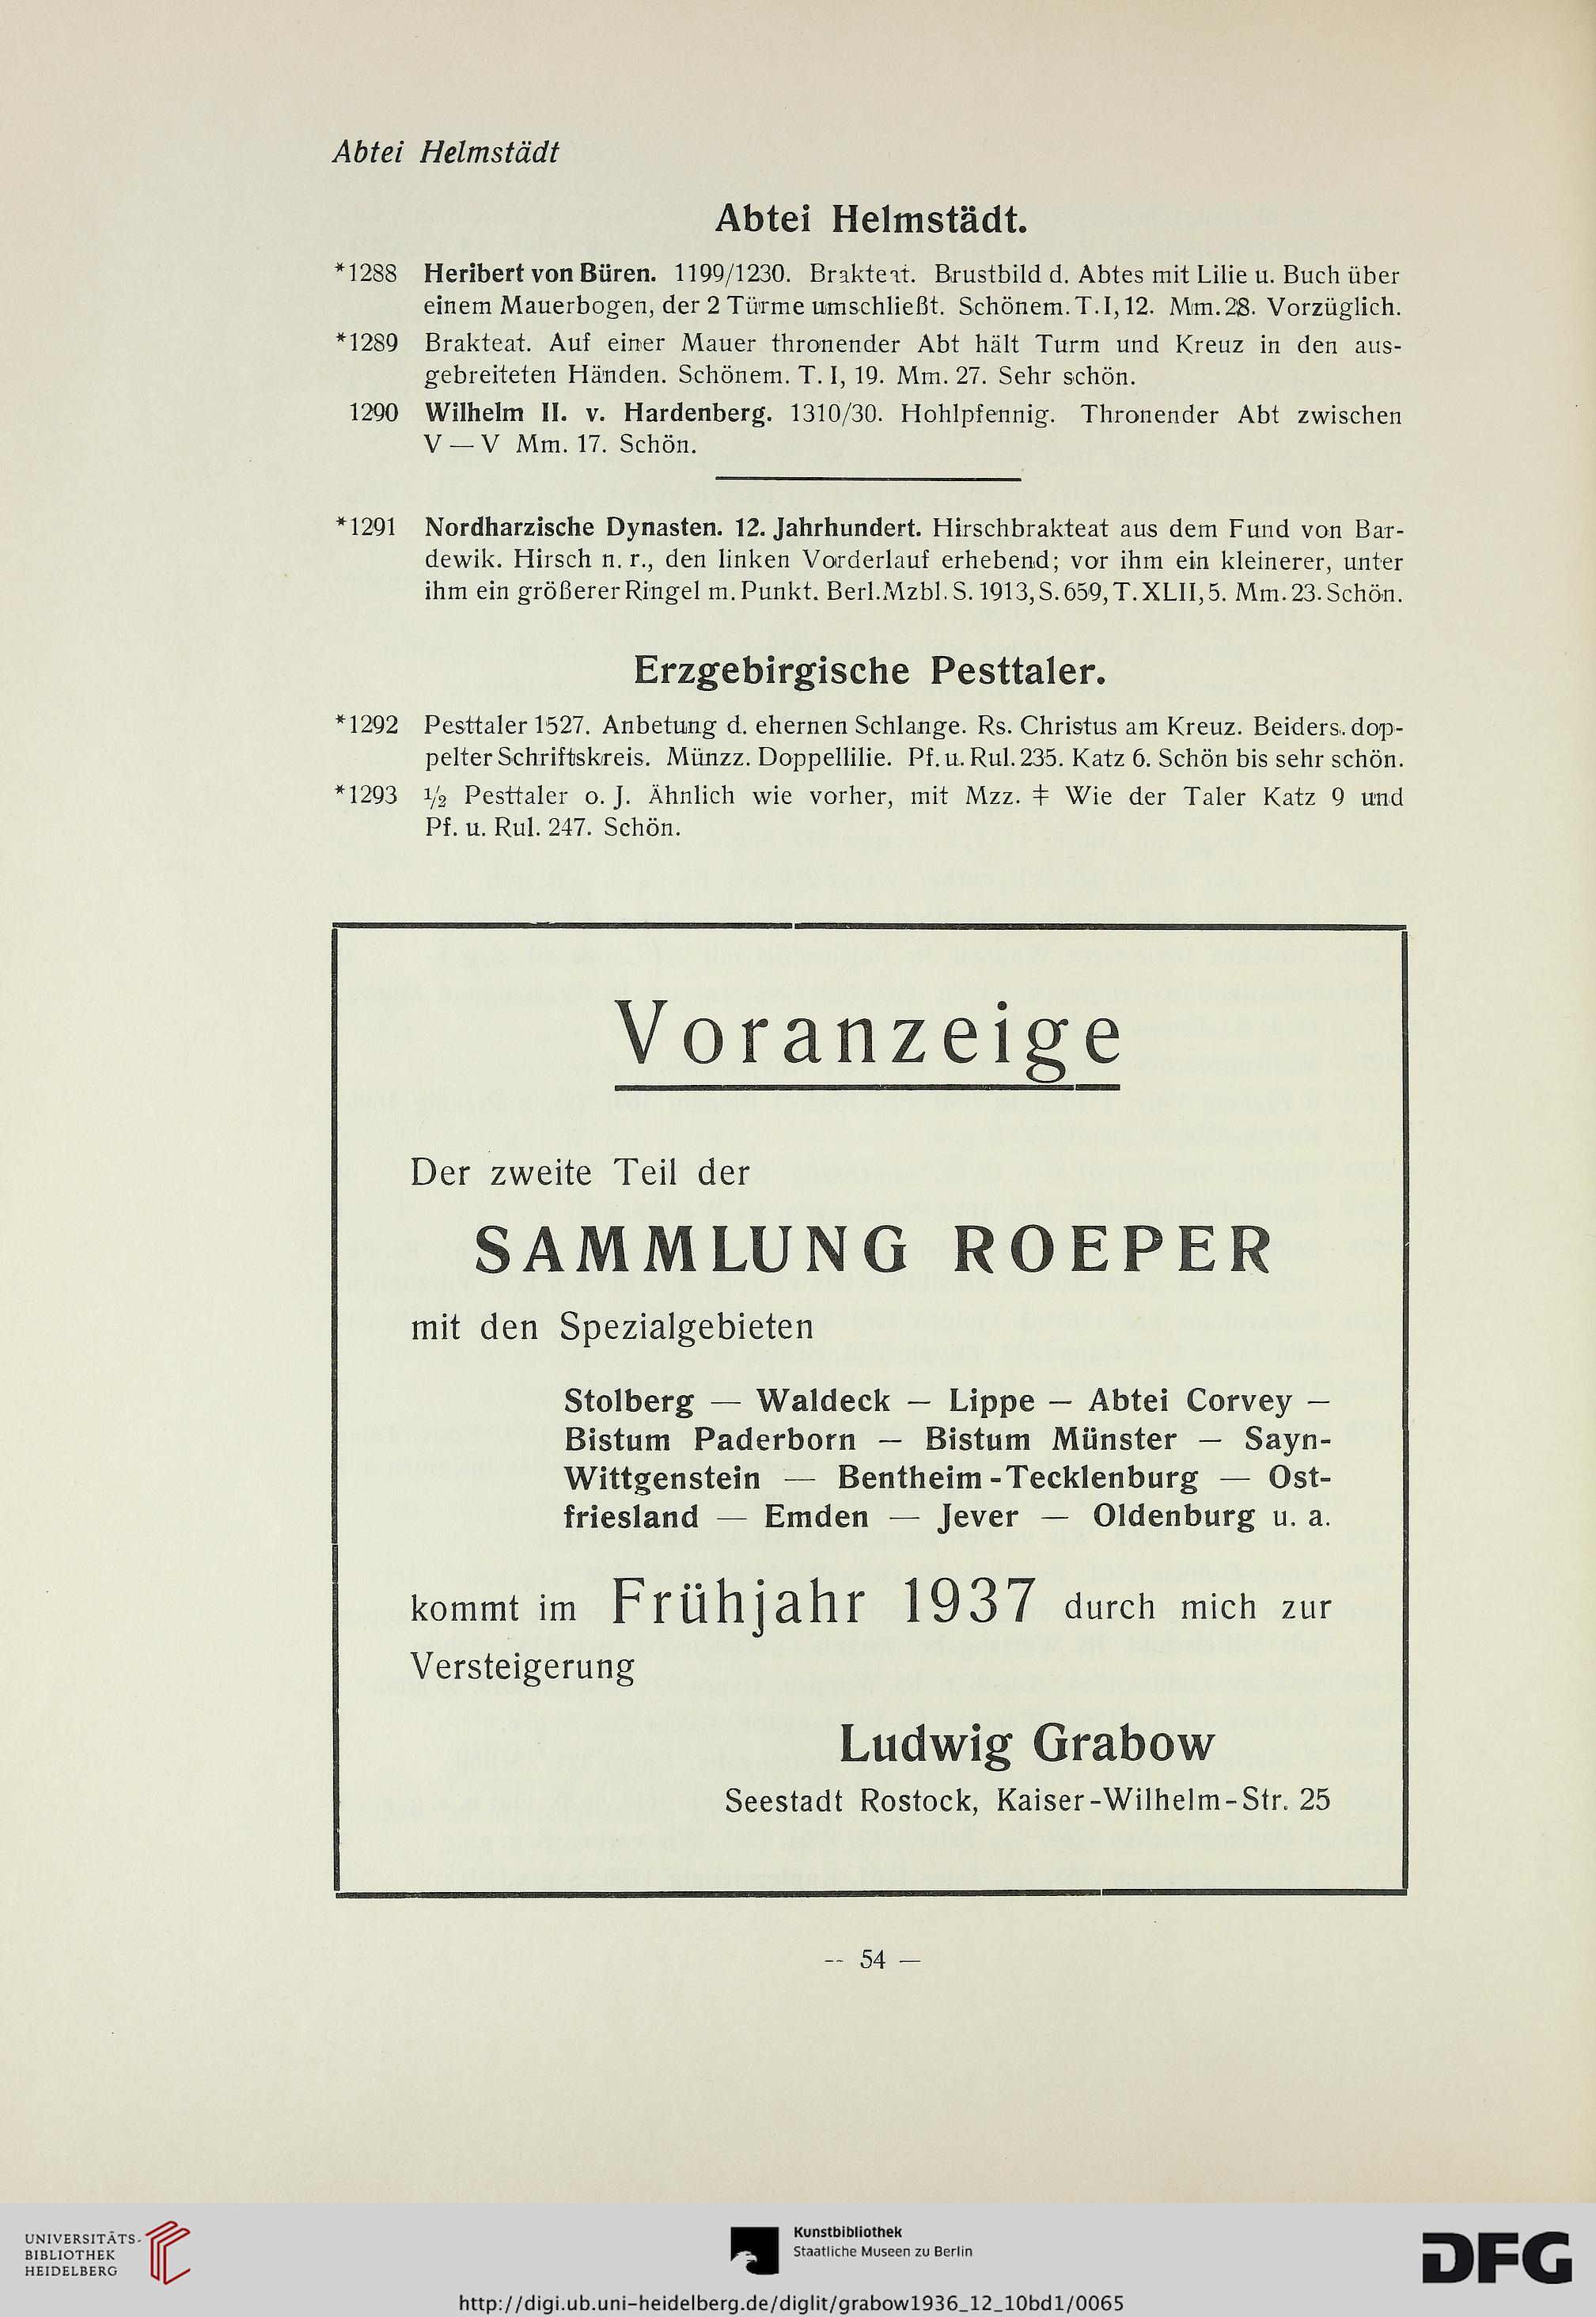 Abtei Helmstädt
Abtei Helmstädt.
*1288 Heribert von Büren. 1199/1230. Brakteat. Brustbild d. Abtes mit Lilie u. Buch über
einem Mauerbogen, der 2 Türme umschließt. Schönem. T. I, 12. Mm. 28. Vorzüglich.
*1289 Brakteat. Auf einer Mauer thronender Abt hält Turm und Kreuz in den aus-
gebreiteten Händen. Schönem. T. I, 19. Mm. 27. Sehr schön.
1290 Wilhelm II. v. Hardenberg. 1310/30. Hohlpfennig. Thronender Abt zwischen
V — V Mm. 17. Schön.
*1291 Nordharzische Dynasten. 12. Jahrhundert. Hirschbrakteat aus dem Fund von Bar-
dewik. Hirsch n. r., den linken Vorderlauf erhebend; vor ihm ein kleinerer, unter
ihm ein größerer Ringel m. Punkt. Berl. Mzbl. S. 1913, S. 659, T. XLII, 5. Mm. 23. Schön.
Erzgebirgische Pesttaler.
*1292 Pesttaler 1527. Anbetung d. ehernen Schlange. Rs. Christus am Kreuz. Beiders. dop-
pelter Schriftskreis. Münzz. Doppellilie. Pf. u. Rul. 235. Katz 6. Schön bis sehr schön.
*1293 ½ Pesttaler o. J. Ähnlich wie vorher, mit Mzz. ‡ Wie der Taler Katz 9 und
Pf. u. Rul. 247. Schön.
Voranzeige
Der zweite Teil der
SAMMLUNG ROEPER
mit den Spezialgebieten
Stolberg — Waldeck — Lippe — Abtei Corvey —
Bistum Paderborn — Bistum Münster — Sayn-
Wittgenstein — Bentheim-Tecklenburg — Ost-
friesland — Emden — Jever — Oldenburg u. a.
kommt im Frühjahr 1937 durch mich zur
Versteigerung
Ludwig Grabow
Seestadt Rostock, Kaiser-Wilhelm-Str. 25
— 54 —
UNIVERSITÄTS-
BIBLIOTHEK
HEIDELBERG
Kunstbibliothek
Staatliche Museen zu Berlin
DFG
http://digi.ub.uni-heidelberg.de/diglit/grabow1936_12_10bd1/0065